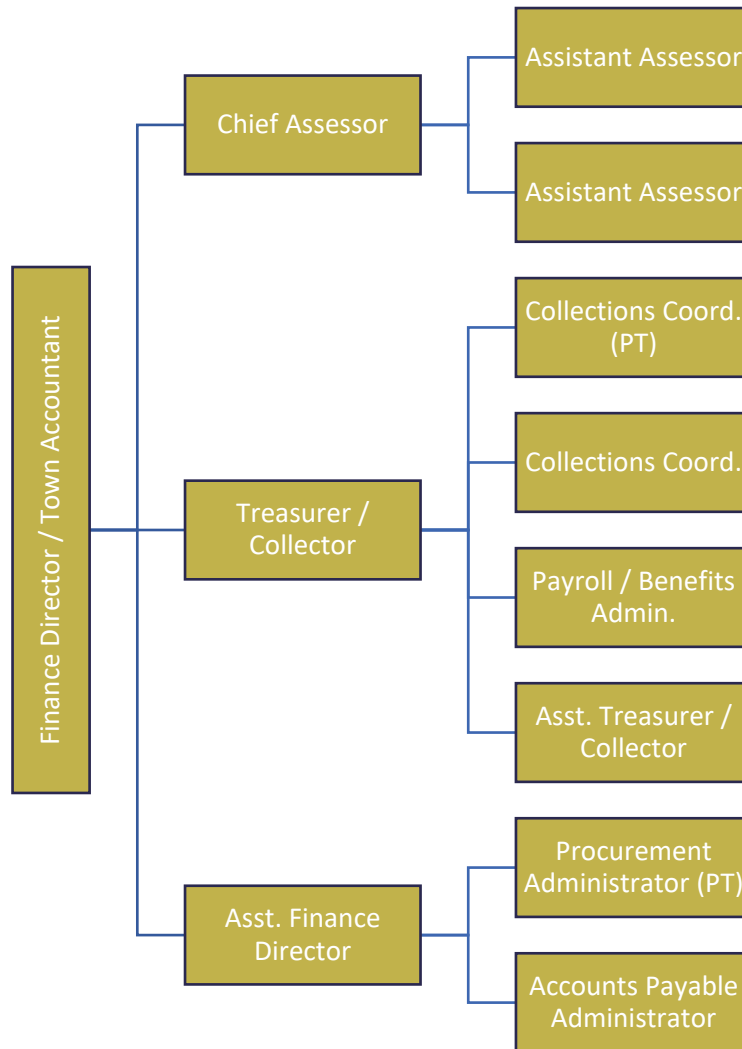 Finance Director / Town Accountant
Chief Assessor
Assistant Assessor
Assistant Assessor
Treasurer /
Collector
Collections Coord.
(PT)
Collections Coord.
Payroll / Benefits
Admin.
Asst. Treasurer /
Collector
Asst. Finance
Director
Procurement
Administrator (PT)
Accounts Payable
Administrator